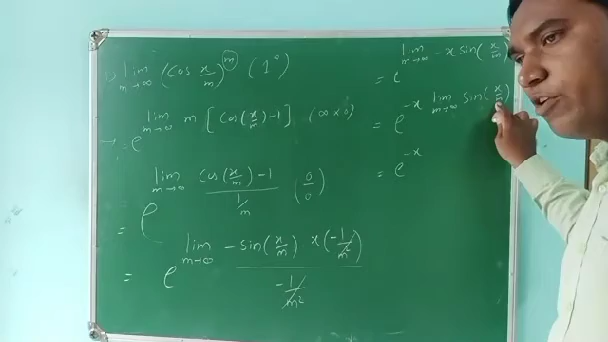 1) lim m→∞ (cos x/m)^m (1^∞)
→ = e^{lim m→∞ m [cos(x/m) -1]} (∞×0)
= e^{lim m→∞ (cos(x/m) -1)/(1/m)} (0/0)
= e^{lim m→∞ (-sin(x/m) x(-1/m²))/(-1/m²)}
= e^{lim m→∞ -x sin(x/m)}
= e^{-x lim m→∞ sin(x/m)}
= e^{-x}